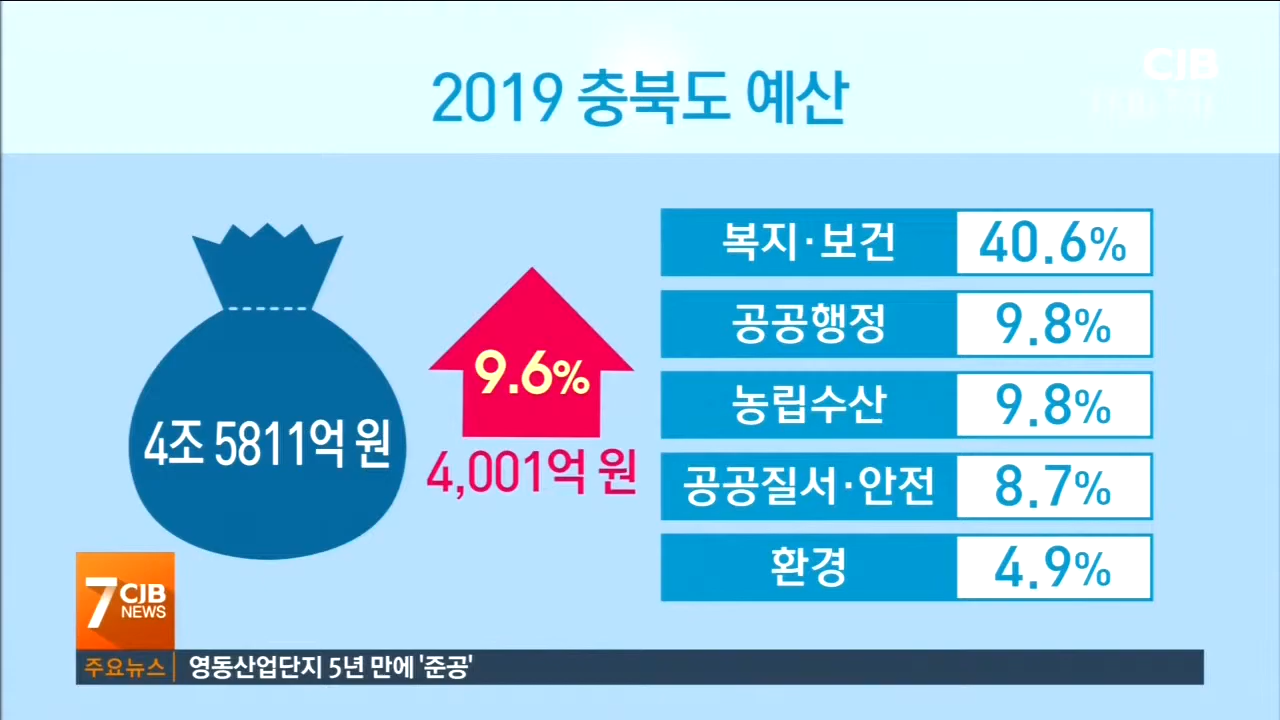 2019 충북도 예산
CJB
4조 5811억 원
9.6%
4,001억 원
복지·보건 40.6%
공공행정 9.8%
농립수산 9.8%
공공질서·안전 8.7%
환경 4.9%
7 CJB
NEWS
주요뉴스 영동산업단지 5년 만에 '준공'